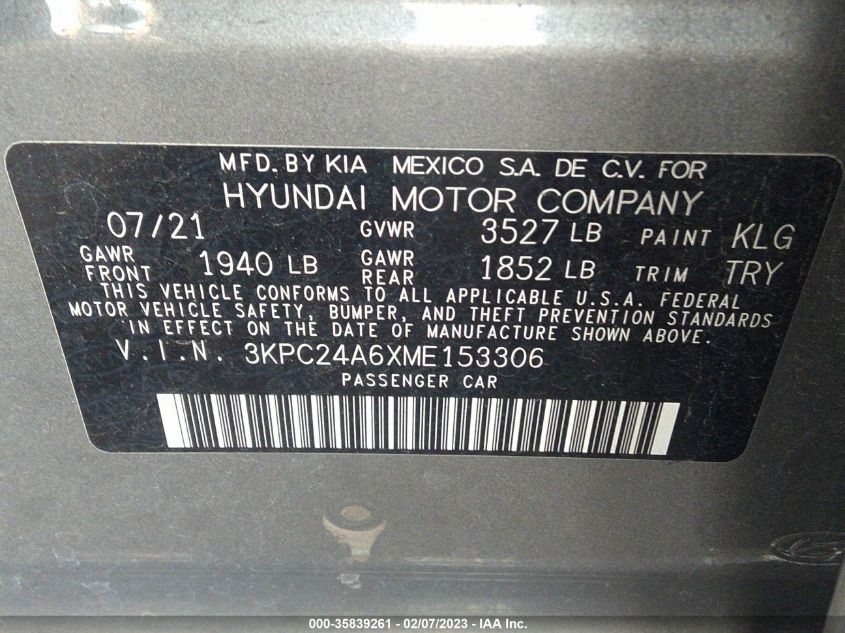 MFD. BY KIA MEXICO S.A. DE C.V. FOR
HYUNDAI MOTOR COMPANY
07/21 GVWR 3527 LB PAINT KLG
GAWR FRONT 1940 LB GAWR REAR 1852 LB TRIM TRY
THIS VEHICLE CONFORMS TO ALL APPLICABLE U.S.A. FEDERAL
MOTOR VEHICLE SAFETY, BUMPER, AND THEFT PREVENTION STANDARDS
IN EFFECT ON THE DATE OF MANUFACTURE SHOWN ABOVE.
V.I.N. 3KPC24A6XME153306
PASSENGER CAR
000-35839261 - 02/07/2023 - IAA Inc.